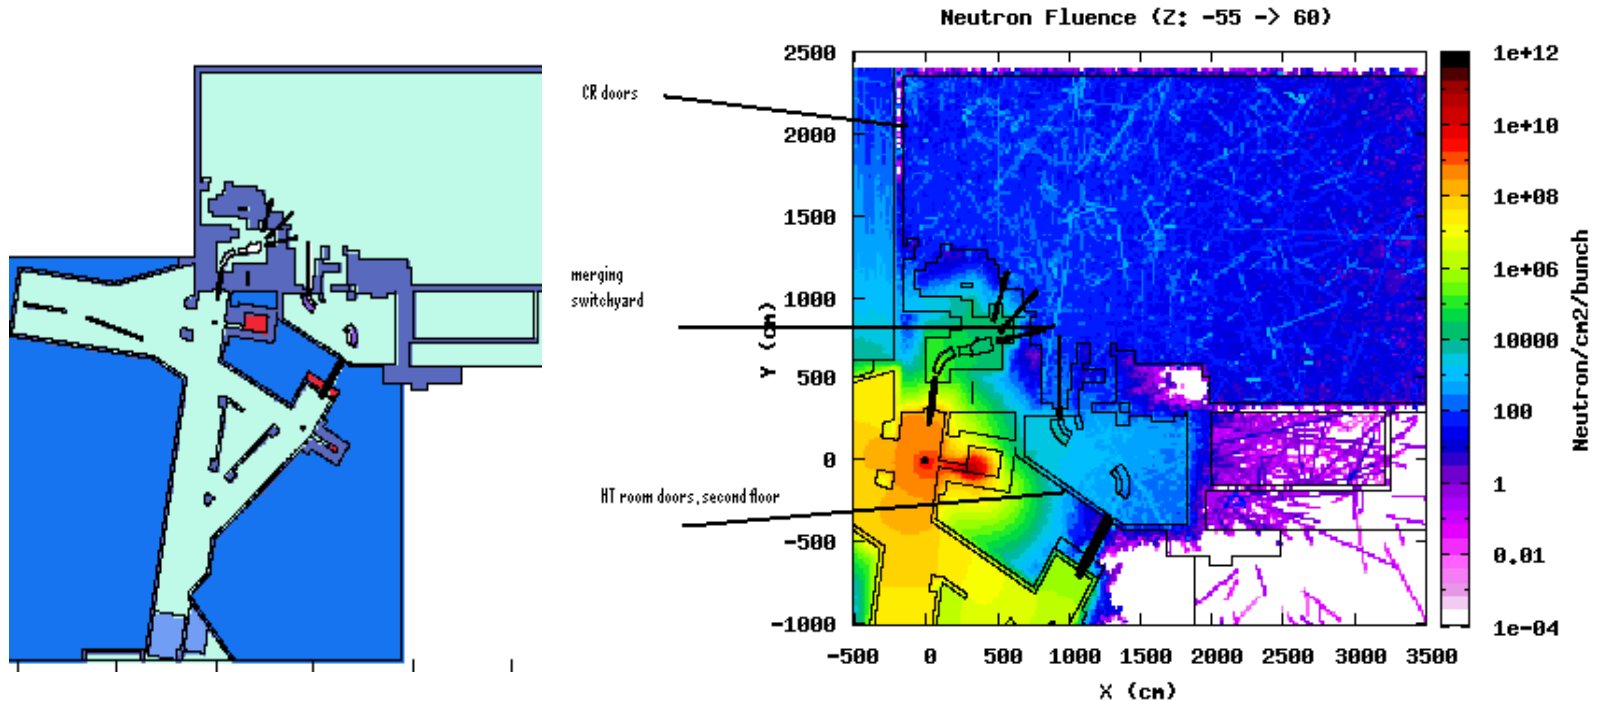 Neutron Fluence (Z: -55 -> 60)
CR doors
merging
switchyard
HT room doors, second floor
2500
2000
1500
1000
500
0
-500
-1000
Y (cm)
-500 0 500 1000 1500 2000 2500 3000 3500
X (cm)
1e+12
1e+10
1e+08
1e+06
10000
100
1
0.01
1e-04
Neutron/cm2/bunch